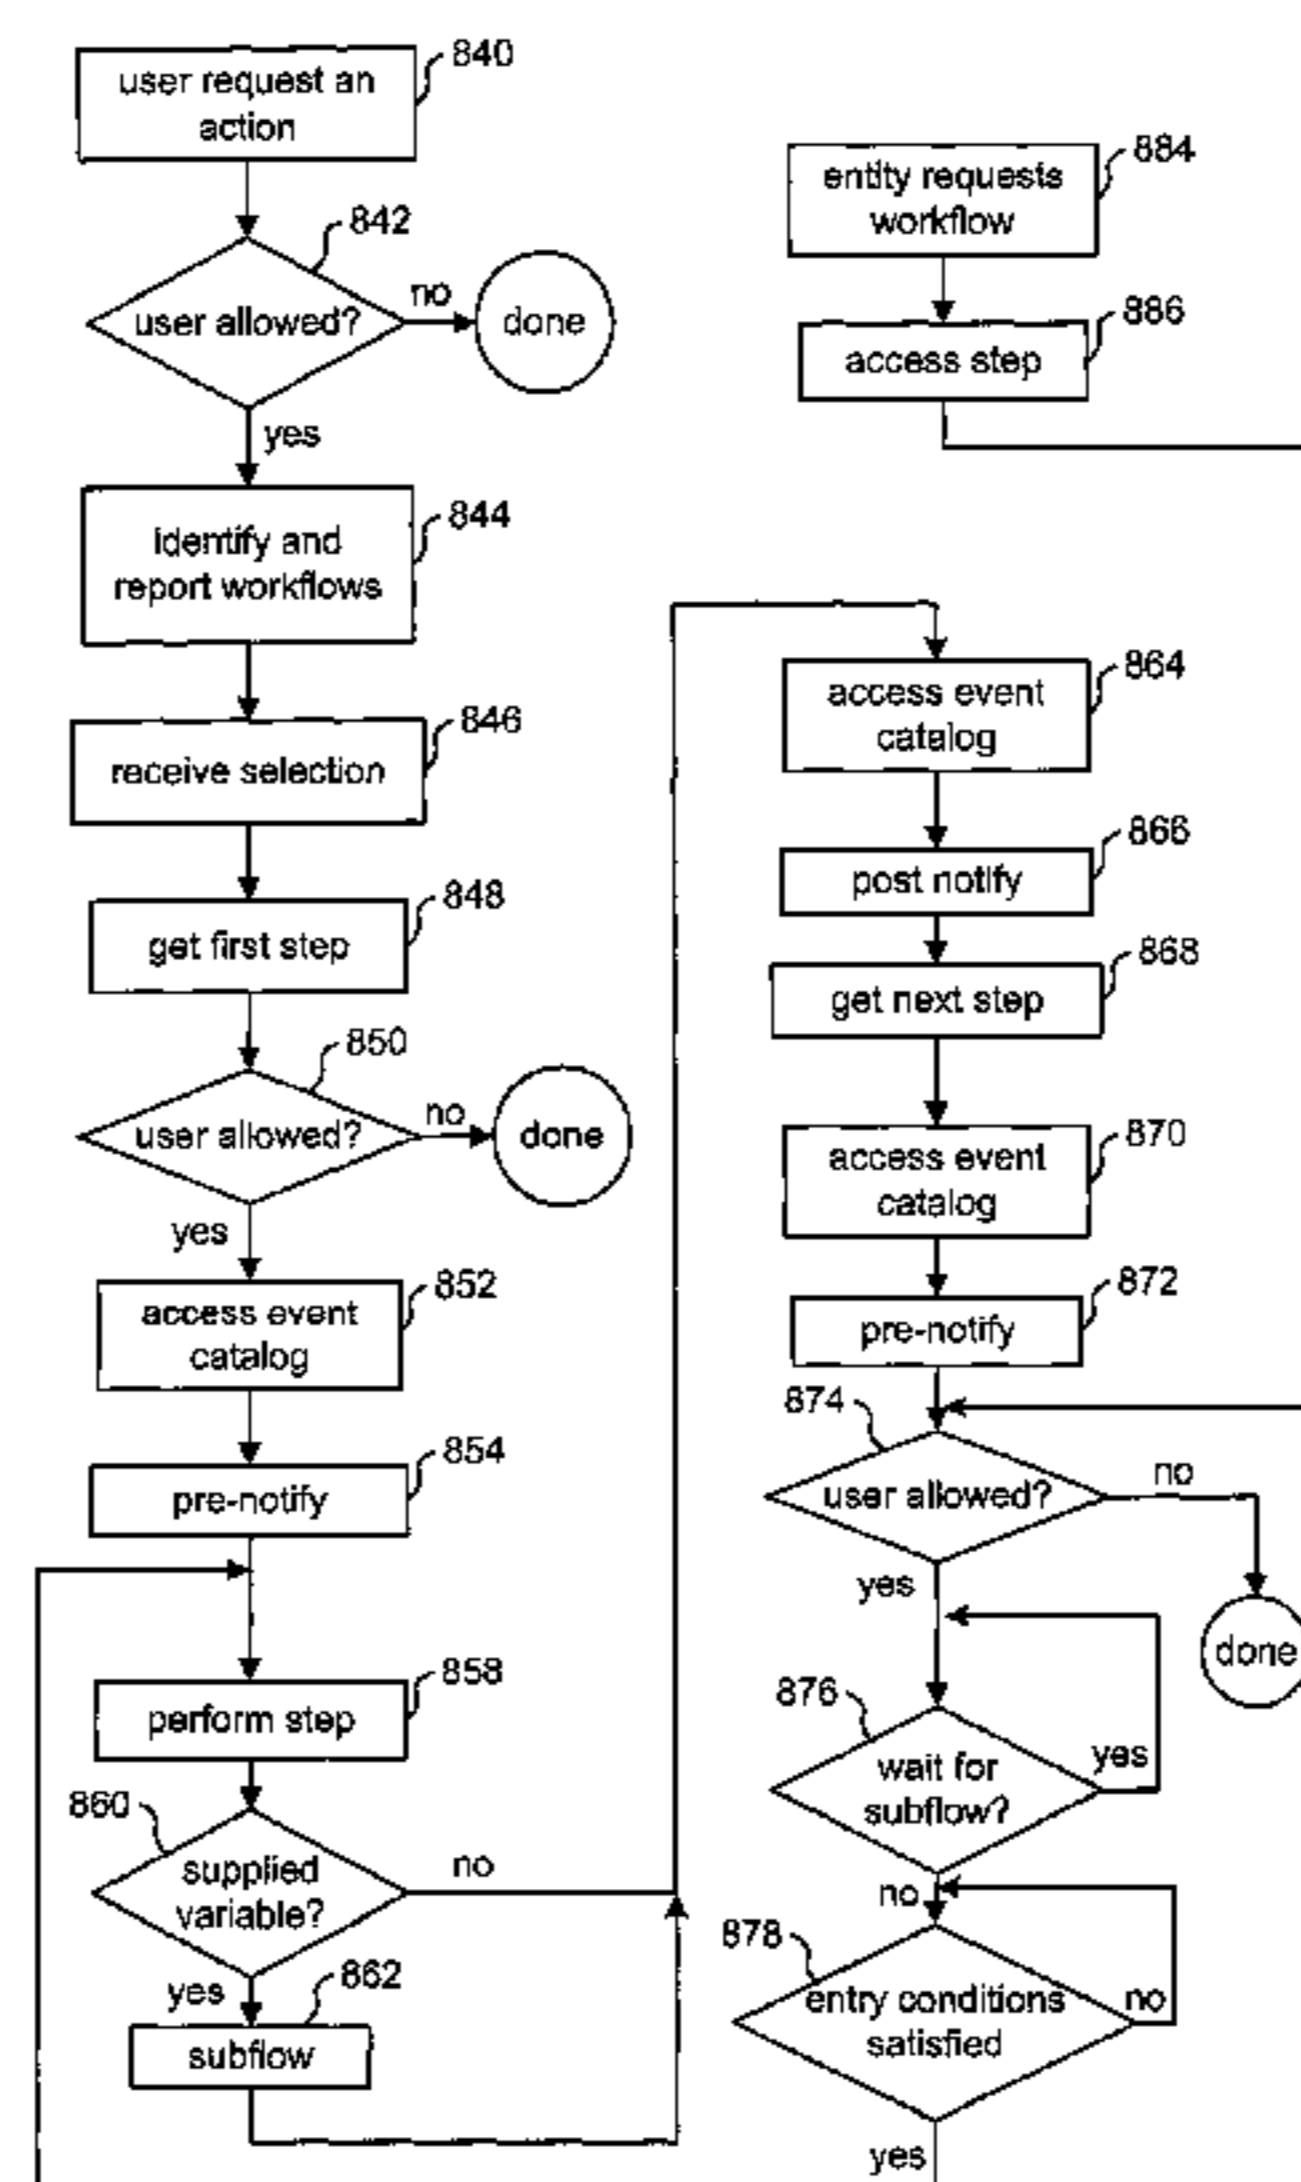 840
user request an
action
842
user allowed?
no
done
yes
844
identify and
report workflows
846
receive selection
848
get first step
850
user allowed?
no
done
yes
852
access event
catalog
854
pre-notify
858
perform step
860
supplied
variable?
no
yes
862
subflow
884
entity requests
workflow
886
access step
864
access event
catalog
866
post notify
868
get next step
870
access event
catalog
872
pre-notify
874
user allowed?
no
done
yes
876
wait for
subflow?
yes
no
878
entry conditions
satisfied
no
yes